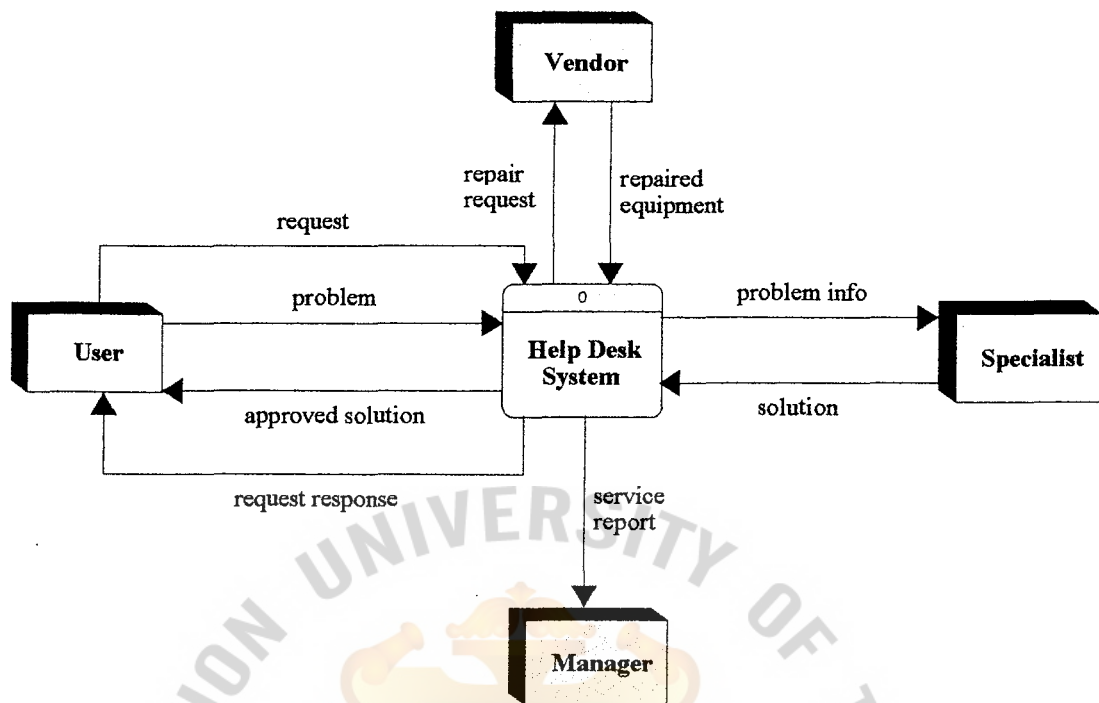 Vendor
repair
request
repaired
equipment
request
problem
0
problem info
User
Help Desk
System
Specialist
approved solution
solution
request response
service
report
UNIVERSITY OF
Manager